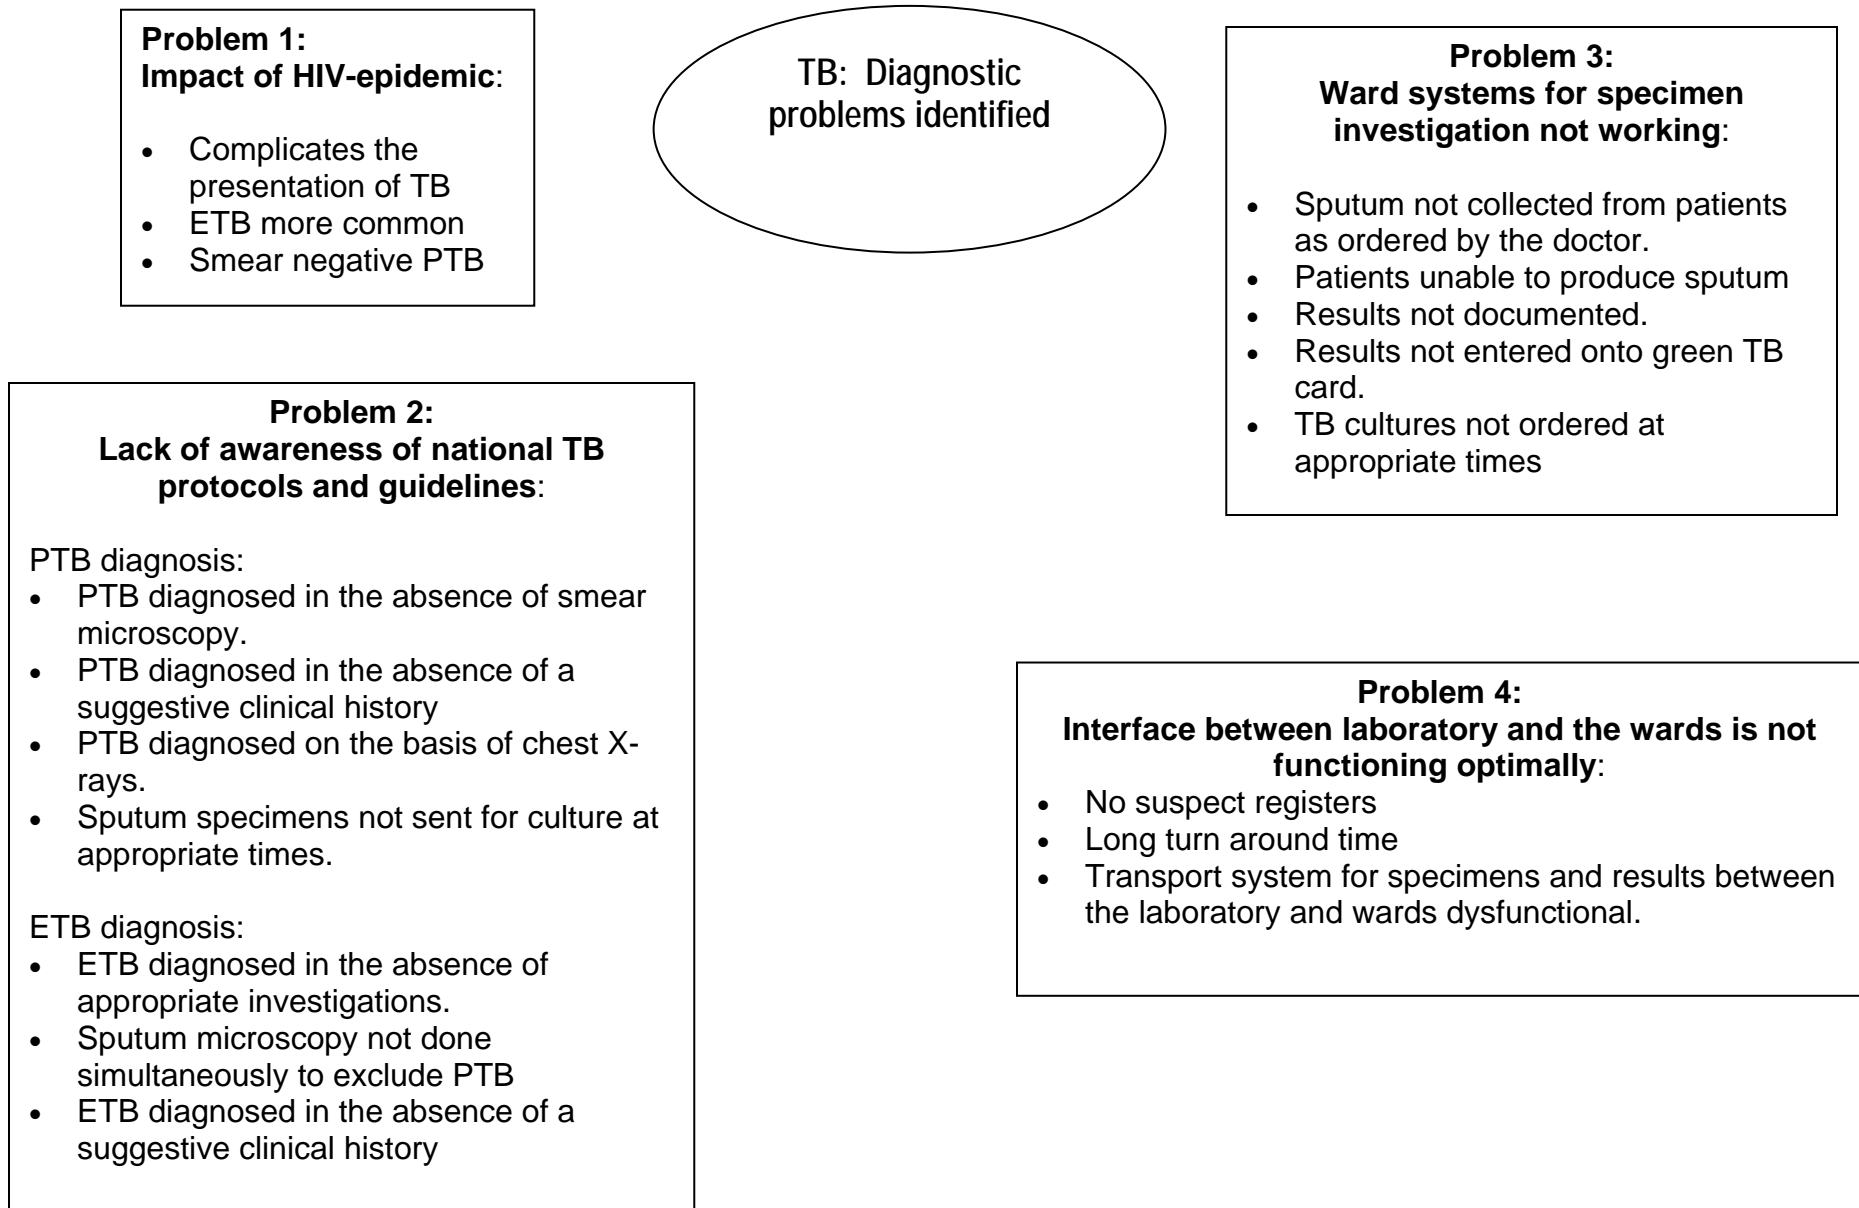 Problem 1:
Impact of HIV-epidemic:
• Complicates the
presentation of TB
• ETB more common
• Smear negative PTB
TB: Diagnostic
problems identified
Problem 3:
Ward systems for specimen
investigation not working:
• Sputum not collected from patients
as ordered by the doctor.
• Patients unable to produce sputum
• Results not documented.
• Results not entered onto green TB
card.
• TB cultures not ordered at
appropriate times
Problem 2:
Lack of awareness of national TB
protocols and guidelines:
PTB diagnosis:
• PTB diagnosed in the absence of smear
microscopy.
• PTB diagnosed in the absence of a
suggestive clinical history
• PTB diagnosed on the basis of chest X-
rays.
• Sputum specimens not sent for culture at
appropriate times.
ETB diagnosis:
• ETB diagnosed in the absence of
appropriate investigations.
• Sputum microscopy not done
simultaneously to exclude PTB
• ETB diagnosed in the absence of a
suggestive clinical history
Problem 4:
Interface between laboratory and the wards is not
functioning optimally:
• No suspect registers
• Long turn around time
• Transport system for specimens and results between
the laboratory and wards dysfunctional.